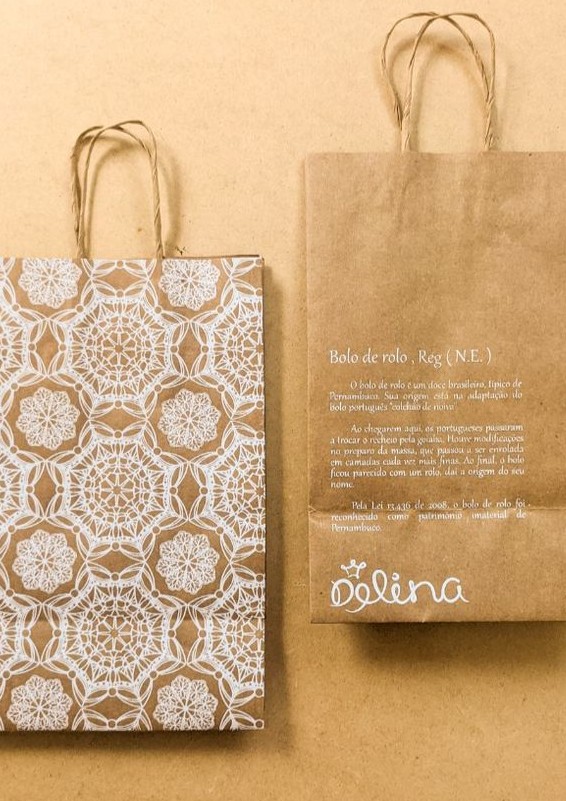 Bolo de rolo , Reg ( N.E. )
O bolo de rolo é um doce brasileiro, típico de
Pernambuco. Sua origem está na adaptação do
bolo português "colchão de noiva"
Ao chegarem aqui, os portugueses passaram
a trocar o recheio pela goiaba. Houve modificações
no preparo da massa, que passou a ser enrolada
em camadas cada vez mais finas. Ao final, o bolo
ficou parecido com um rolo, daí a origem do seu
nome.
Pela Lei 13.436 de 2008, o bolo de rolo foi
reconhecido como patrimônio imaterial de
Pernambuco.
Delina